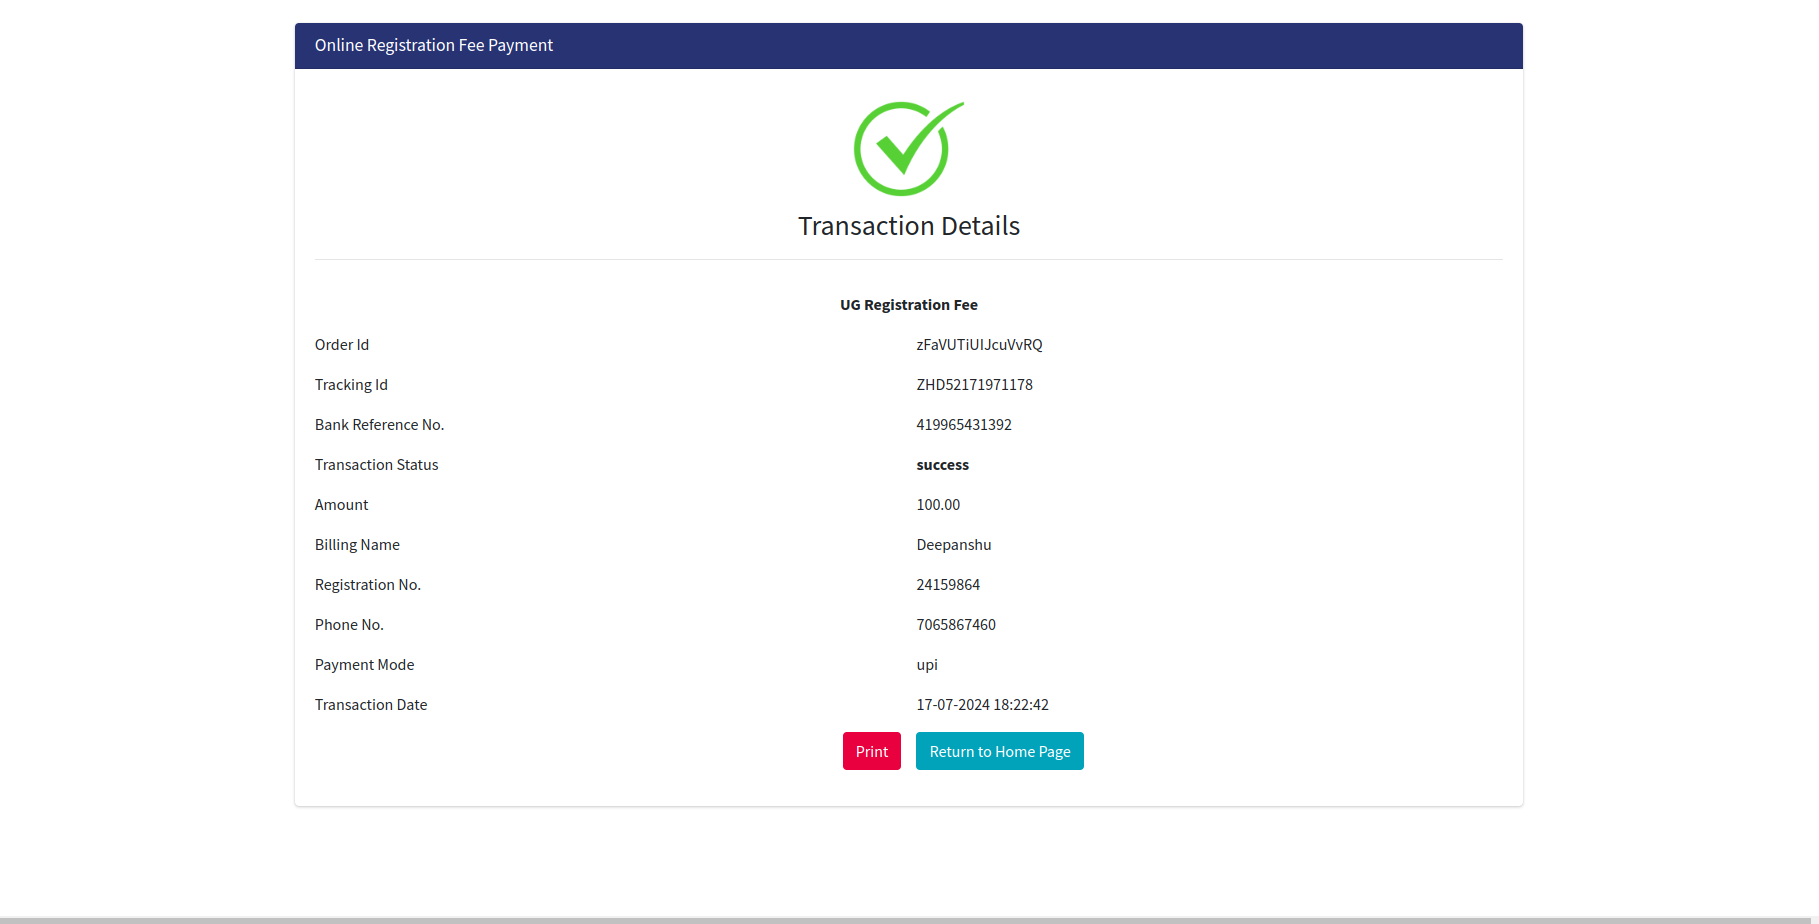 Online Registration Fee Payment
Transaction Details
UG Registration Fee
Order Id zFaVUTiUIJcuVvRQ
Tracking Id ZHD52171971178
Bank Reference No. 419965431392
Transaction Status success
Amount 100.00
Billing Name Deepanshu
Registration No. 24159864
Phone No. 7065867460
Payment Mode upi
Transaction Date 17-07-2024 18:22:42
Print Return to Home Page